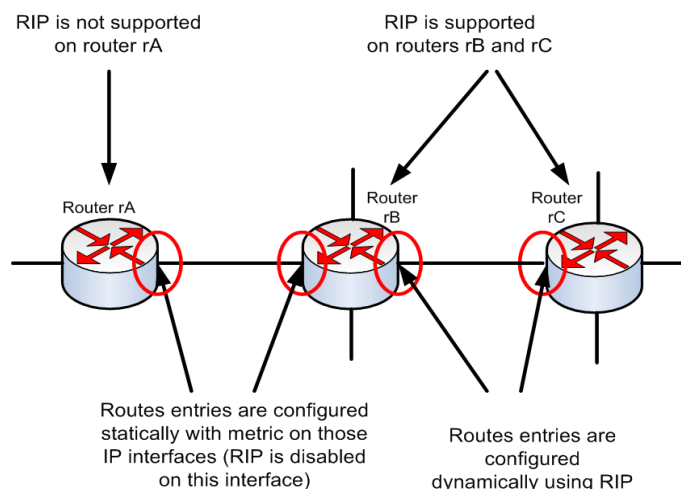 RIP is not supported
on router rA
RIP is supported
on routers rB and rC
Router rA
Router
rB
Router
rC
Routes entries are configured
statically with metric on those
IP interfaces (RIP is disabled
on this interface)
Routes entries are
configured
dynamically using RIP